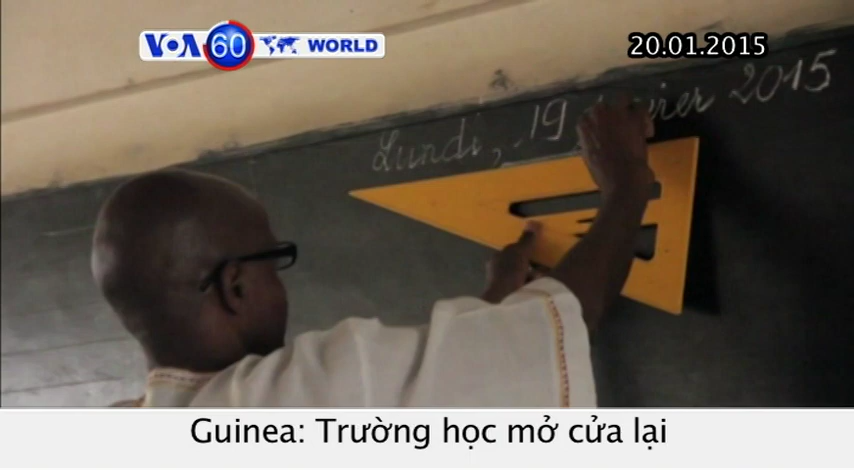 VOA 60 WORLD
20.01.2015
Lundi, 19 2015
Guinea: Trường học mở cửa lại